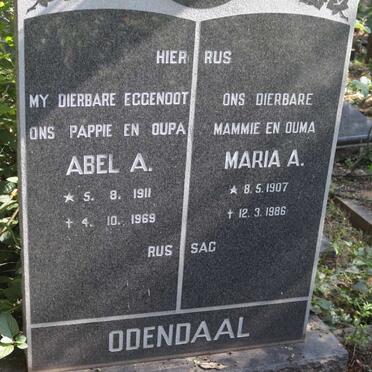 HIER RUS
MY DIERBARE EGGENOOT
ONS PAPPIE EN OUPA
ABEL A.
* 5. 8. 1911
+ 4. 10. 1969
ONS DIERBARE
MAMMIE EN OUMA
MARIA A.
* 8. 5. 1907
+ 12. 3. 1986
RUS SAG
ODENDAAL